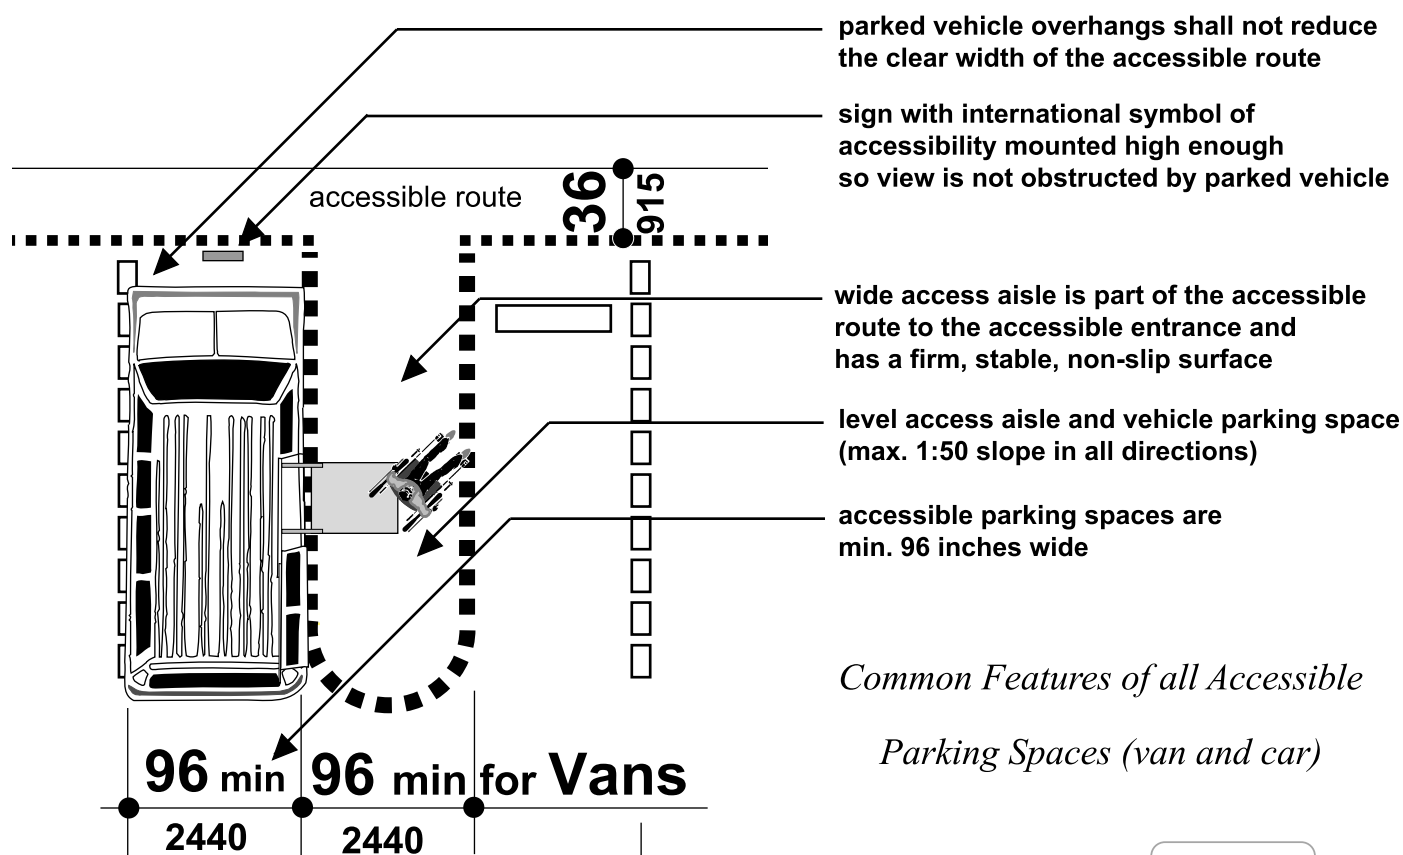 parked vehicle overhangs shall not reduce
the clear width of the accessible route
sign with international symbol of
accessibility mounted high enough
so view is not obstructed by parked vehicle
accessible route
36
915
wide access aisle is part of the accessible
route to the accessible entrance and
has a firm, stable, non-slip surface
level access aisle and vehicle parking space
(max. 1:50 slope in all directions)
accessible parking spaces are
min. 96 inches wide
Common Features of all Accessible
Parking Spaces (van and car)
96 min
96 min for Vans
2440
2440